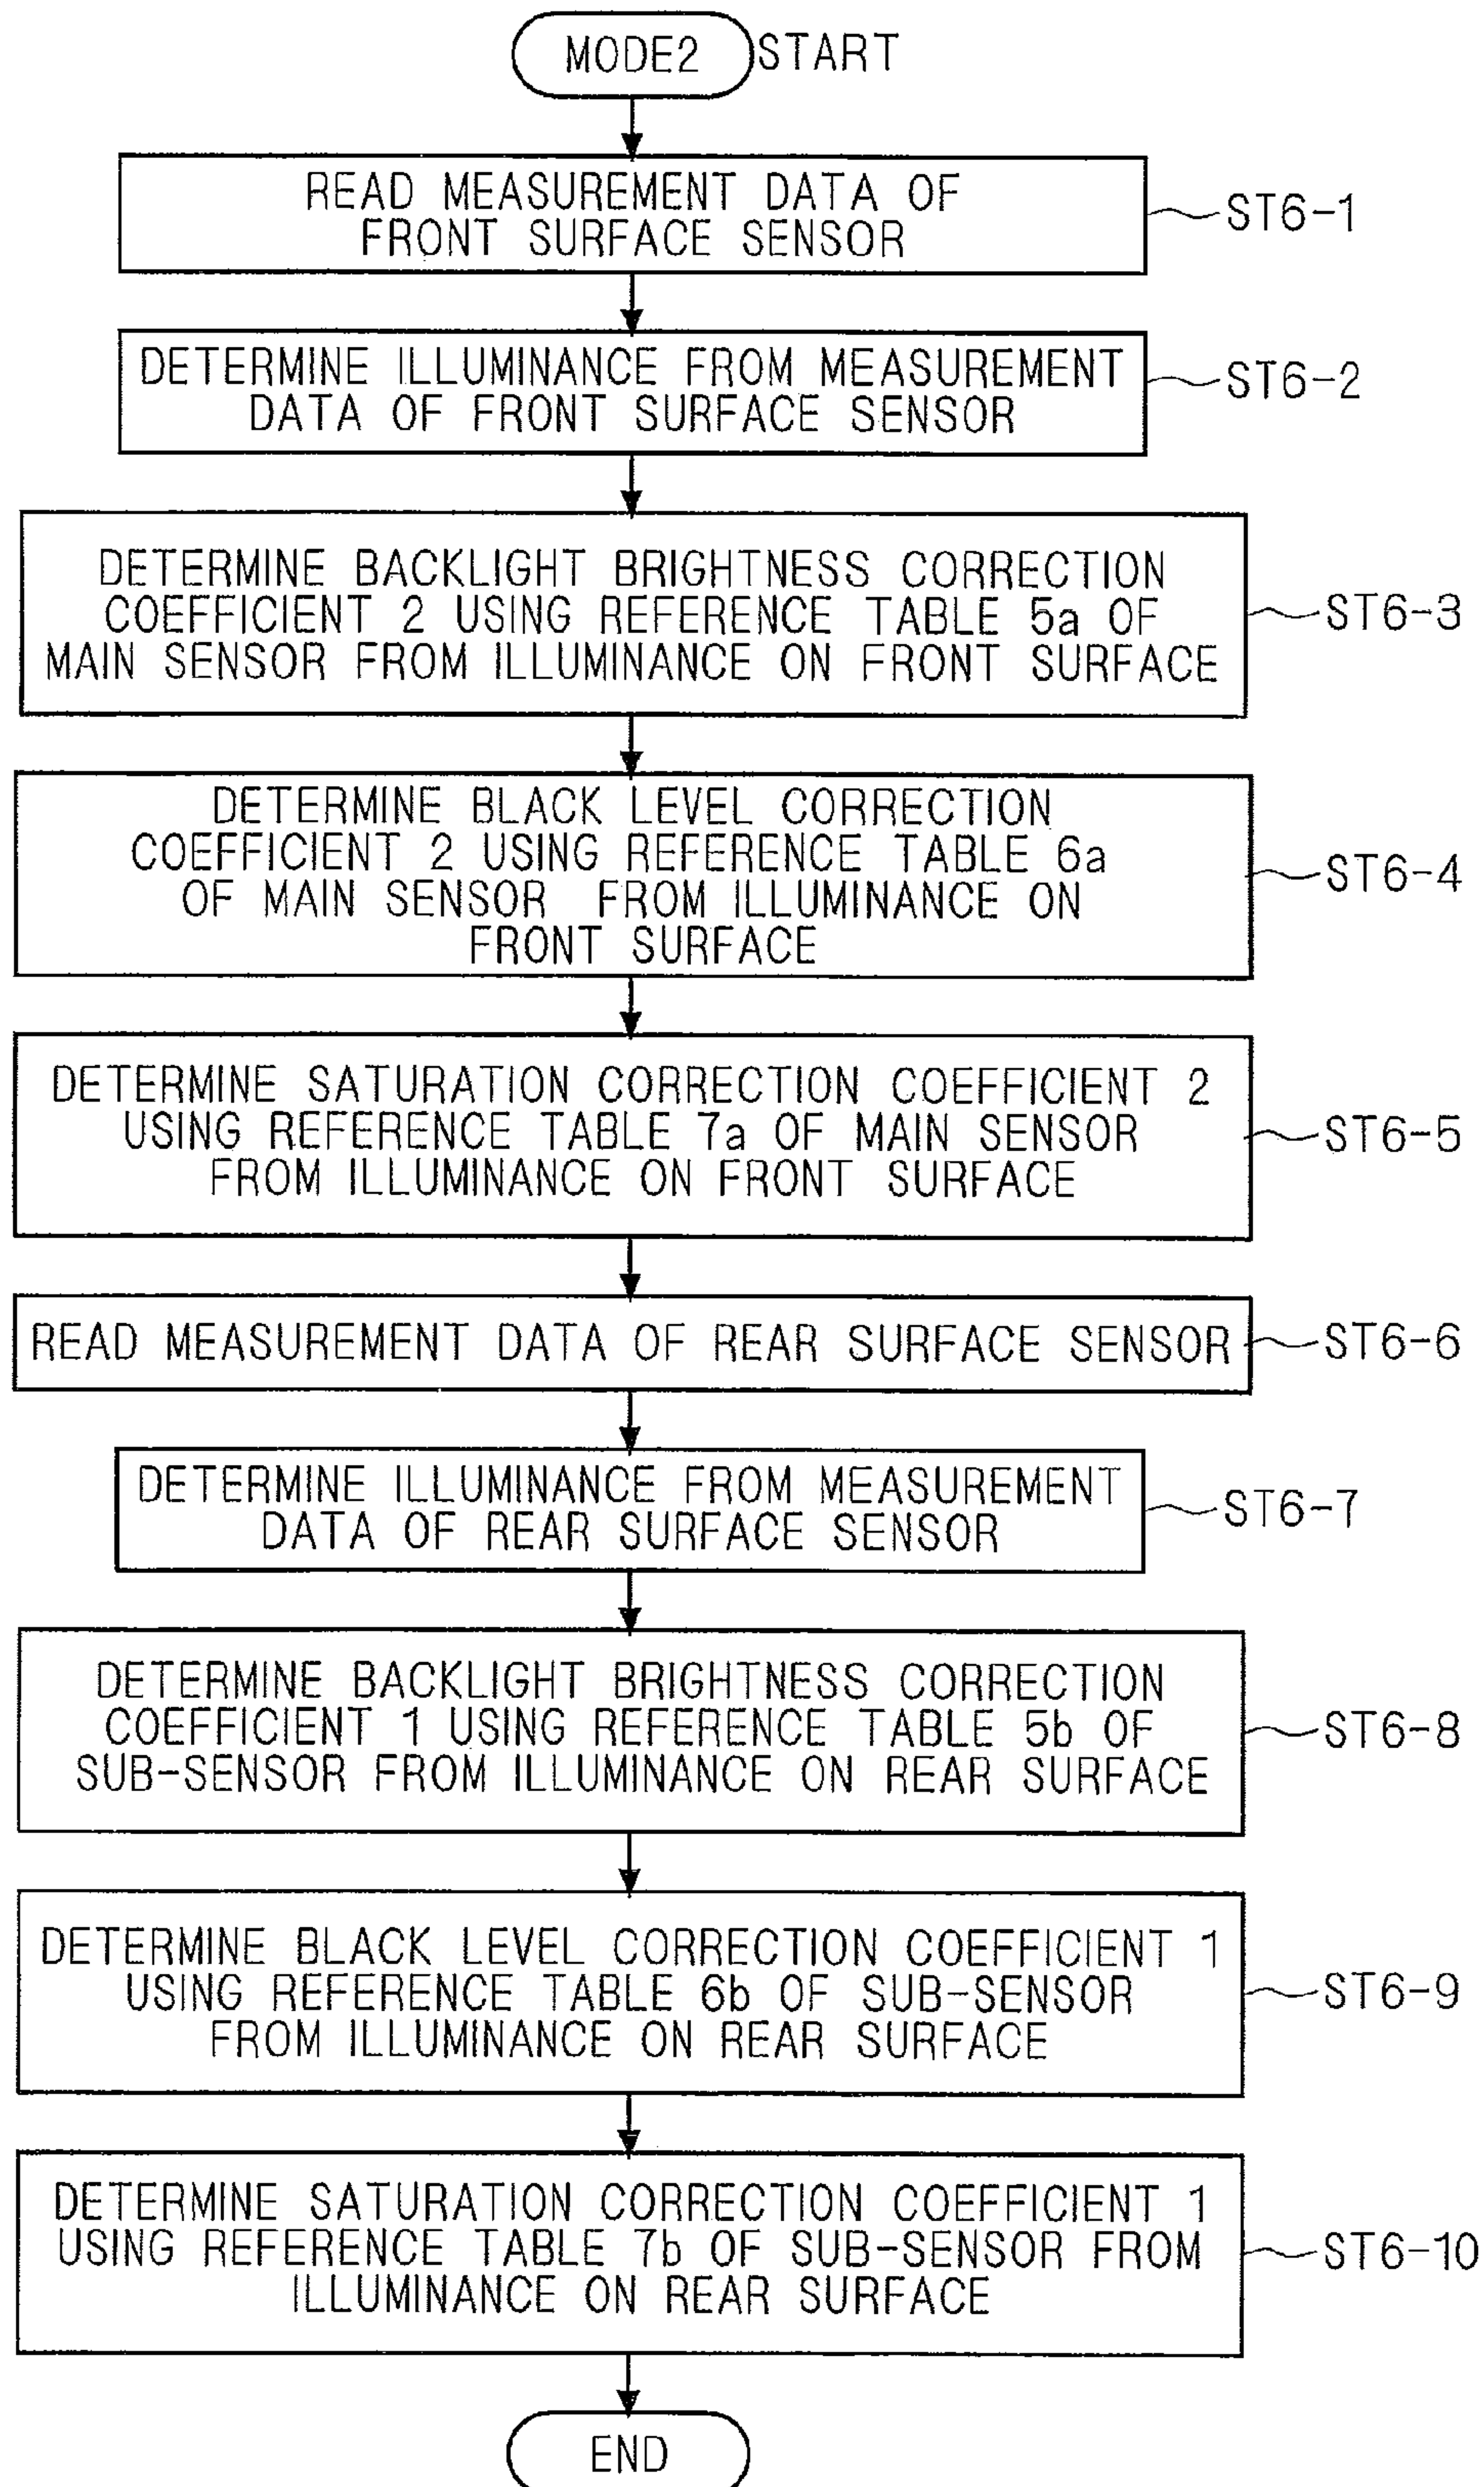 MODE2 START
READ MEASUREMENT DATA OF
FRONT SURFACE SENSOR
ST6-1
DETERMINE ILLUMINANCE FROM MEASUREMENT
DATA OF FRONT SURFACE SENSOR
ST6-2
DETERMINE BACKLIGHT BRIGHTNESS CORRECTION
COEFFICIENT 2 USING REFERENCE TABLE 5a OF
MAIN SENSOR FROM ILLUMINANCE ON FRONT SURFACE
ST6-3
DETERMINE BLACK LEVEL CORRECTION
COEFFICIENT 2 USING REFERENCE TABLE 6a
OF MAIN SENSOR FROM ILLUMINANCE ON
FRONT SURFACE
ST6-4
DETERMINE SATURATION CORRECTION COEFFICIENT 2
USING REFERENCE TABLE 7a OF MAIN SENSOR
FROM ILLUMINANCE ON FRONT SURFACE
ST6-5
READ MEASUREMENT DATA OF REAR SURFACE SENSOR
ST6-6
DETERMINE ILLUMINANCE FROM MEASUREMENT
DATA OF REAR SURFACE SENSOR
ST6-7
DETERMINE BACKLIGHT BRIGHTNESS CORRECTION
COEFFICIENT 1 USING REFERENCE TABLE 5b OF
SUB-SENSOR FROM ILLUMINANCE ON REAR SURFACE
ST6-8
DETERMINE BLACK LEVEL CORRECTION COEFFICIENT 1
USING REFERENCE TABLE 6b OF SUB-SENSOR
FROM ILLUMINANCE ON REAR SURFACE
ST6-9
DETERMINE SATURATION CORRECTION COEFFICIENT 1
USING REFERENCE TABLE 7b OF SUB-SENSOR FROM
ILLUMINANCE ON REAR SURFACE
ST6-10
END